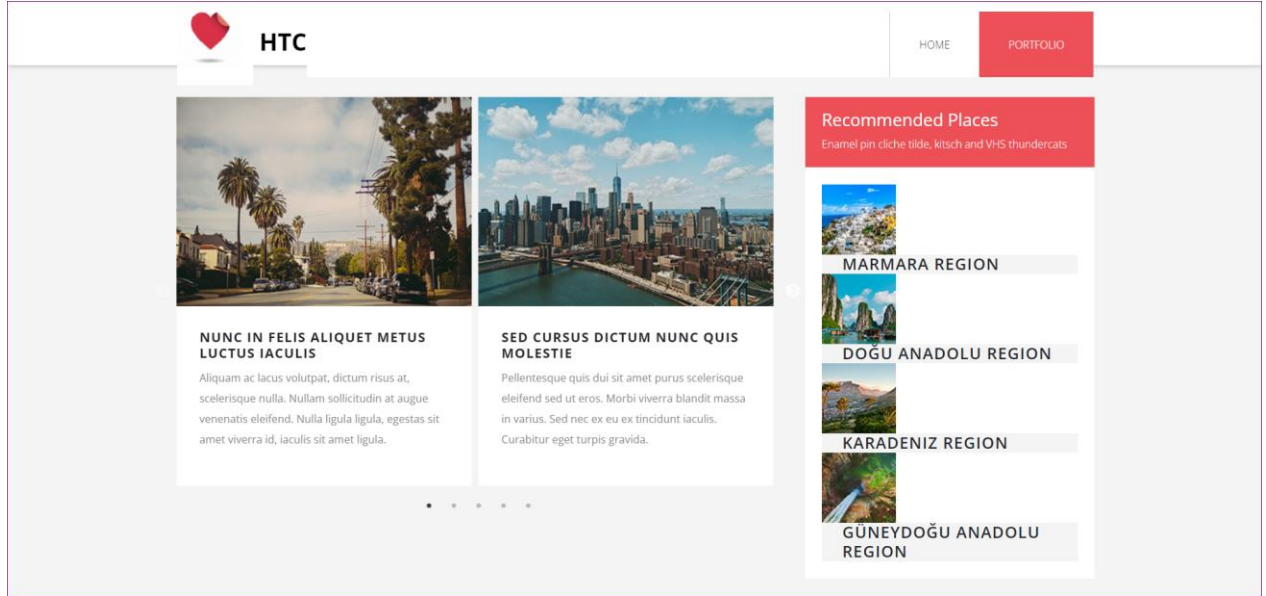 HTC
HOME
PORTFOLIO
NUNC IN FELIS ALIQUET METUS
LUCTUS IACULIS
Aliquam ac lacus volutpat, dictum risus at,
scelerisque nulla. Nullam sollicitudin at augue
venenatis eleifend. Nulla ligula ligula, egestas sit
amet viverra id, iaculis sit amet ligula.
SED CURSUS DICTUM NUNC QUIS
MOLESTIE
Pellentesque quis dui sit amet purus scelerisque
eleifend sed ut eros. Morbi viverra blandit massa
in varius. Sed nec ex eu ex tincidunt iaculis.
Curabitur eget turpis gravida.
Recommended Places
Enamel pin cliche tilde, kitsch and VHS thundercats
MARMARA REGION
DOĞU ANADOLU REGION
KARADENIZ REGION
GÜNEYDOĞU ANADOLU
REGION